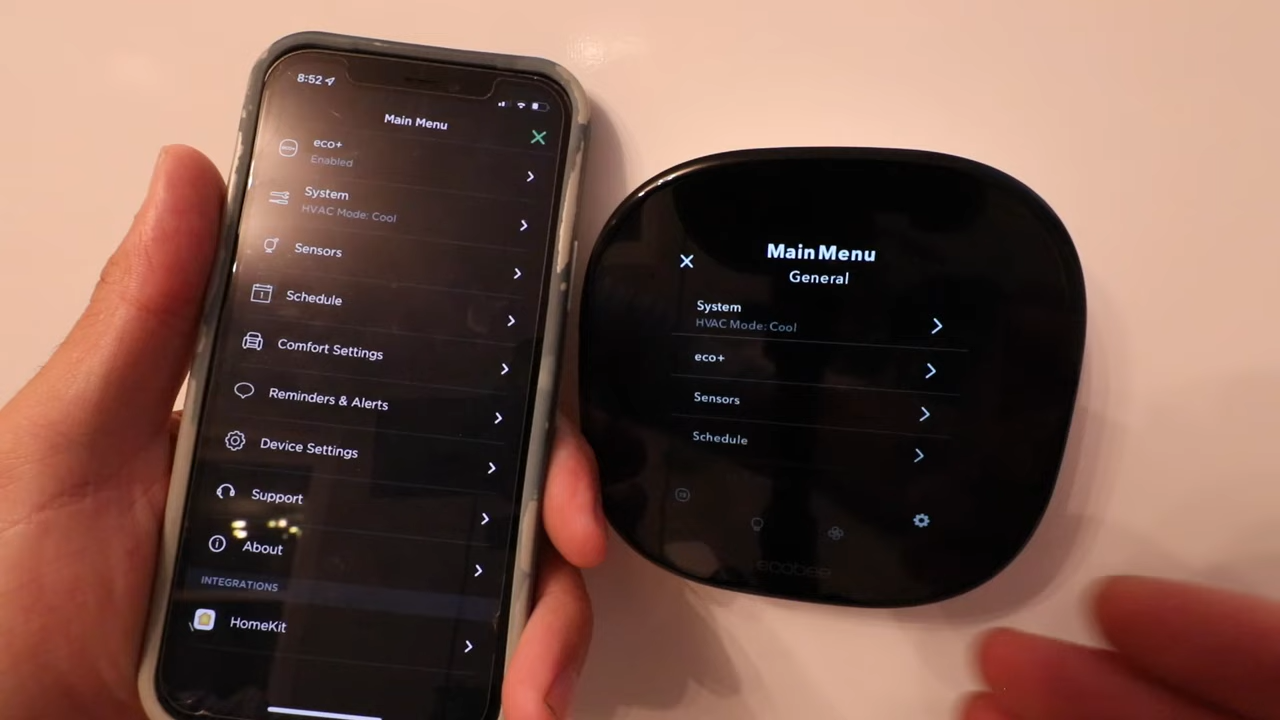 8:52
Main Menu
eco+
Enabled
System
HVAC Mode: Cool
Sensors
Schedule
Comfort Settings
Reminders & Alerts
Device Settings
Support
About
INTEGRATIONS
HomeKit
Main Menu
General
System
HVAC Mode: Cool
eco+
Sensors
Schedule
ecobee